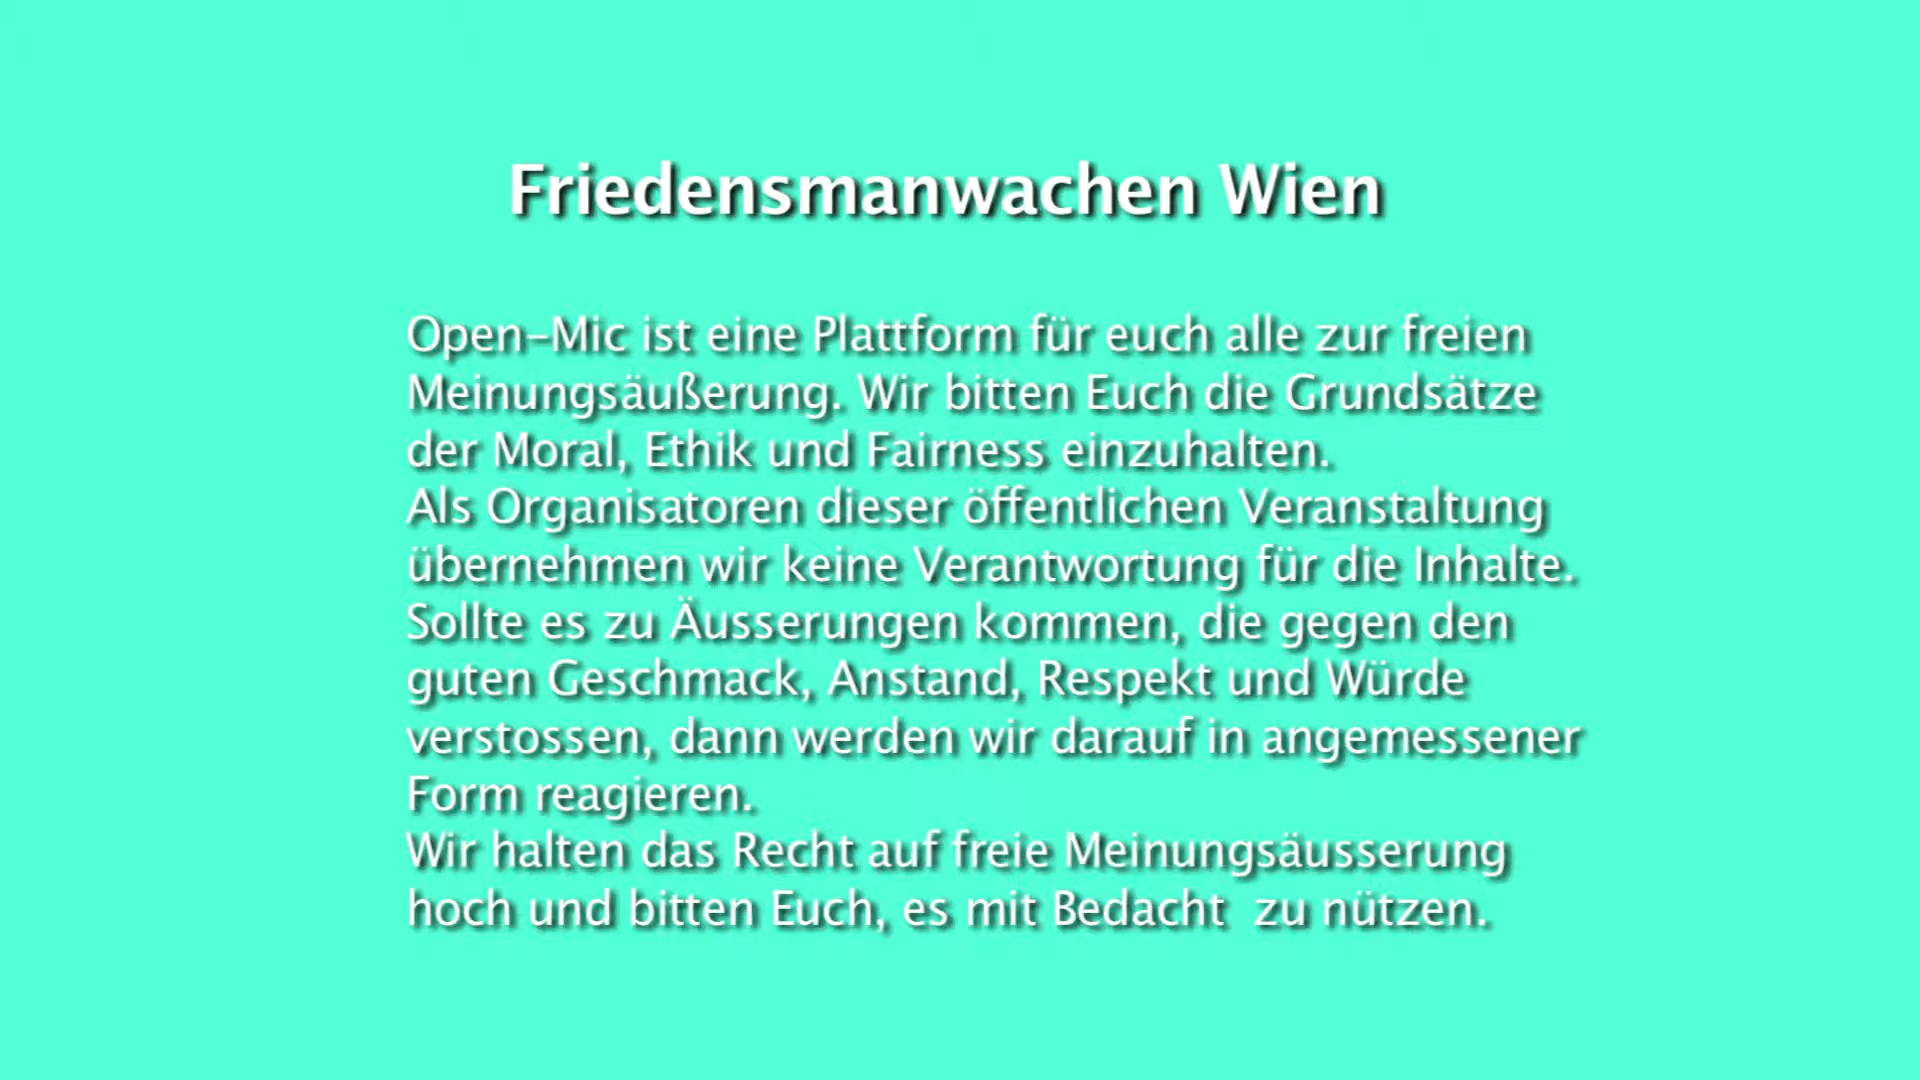 Friedensmanwachen Wien
Open-Mic ist eine Plattform für euch alle zur freien
Meinungsäußerung. Wir bitten Euch die Grundsätze
der Moral, Ethik und Fairness einzuhalten.
Als Organisatoren dieser öffentlichen Veranstaltung
übernehmen wir keine Verantwortung für die Inhalte.
Sollte es zu Äusserungen kommen, die gegen den
guten Geschmack, Anstand, Respekt und Würde
verstossen, dann werden wir darauf in angemessener
Form reagieren.
Wir halten das Recht auf freie Meinungsäusserung
hoch und bitten Euch, es mit Bedacht  zu nützen.